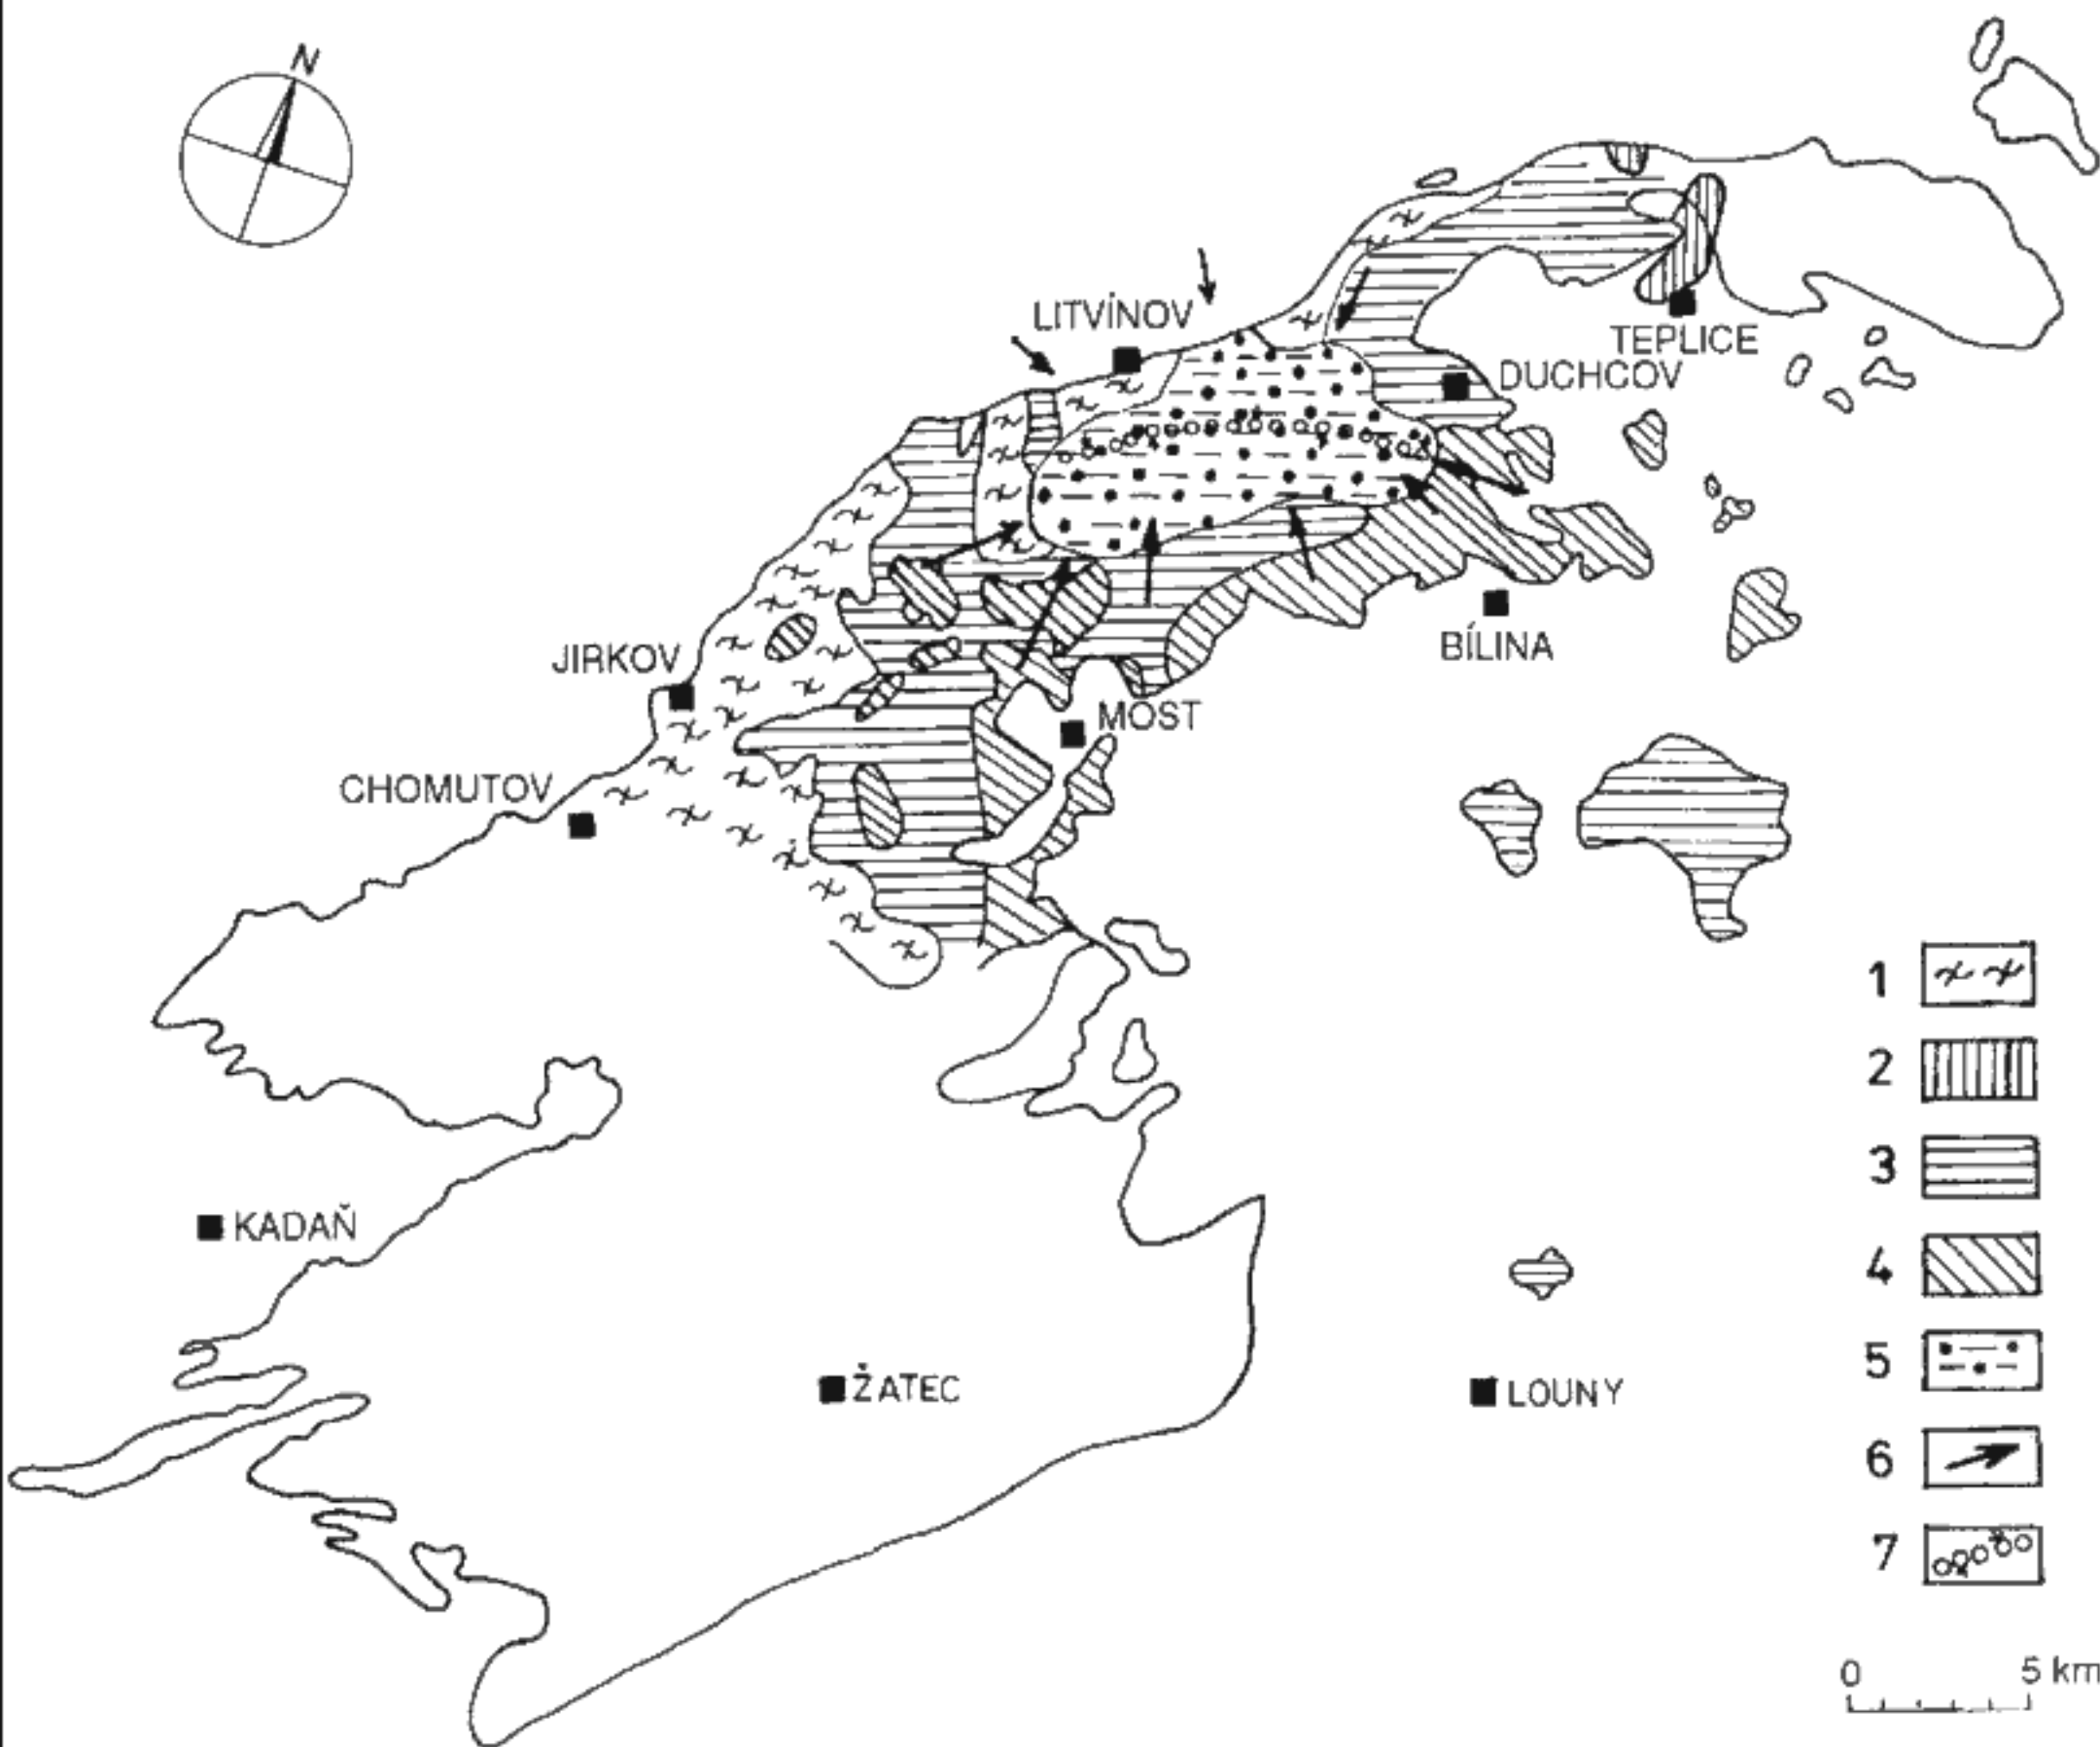 N
LITVÍNOV
TEPLICE
DUCHCOV
BÍLINA
JIRKOV
MOST
CHOMUTOV
1
2
3
KADAŇ
4
5
ŽATEC
LOUNY
6
7
0 5 km